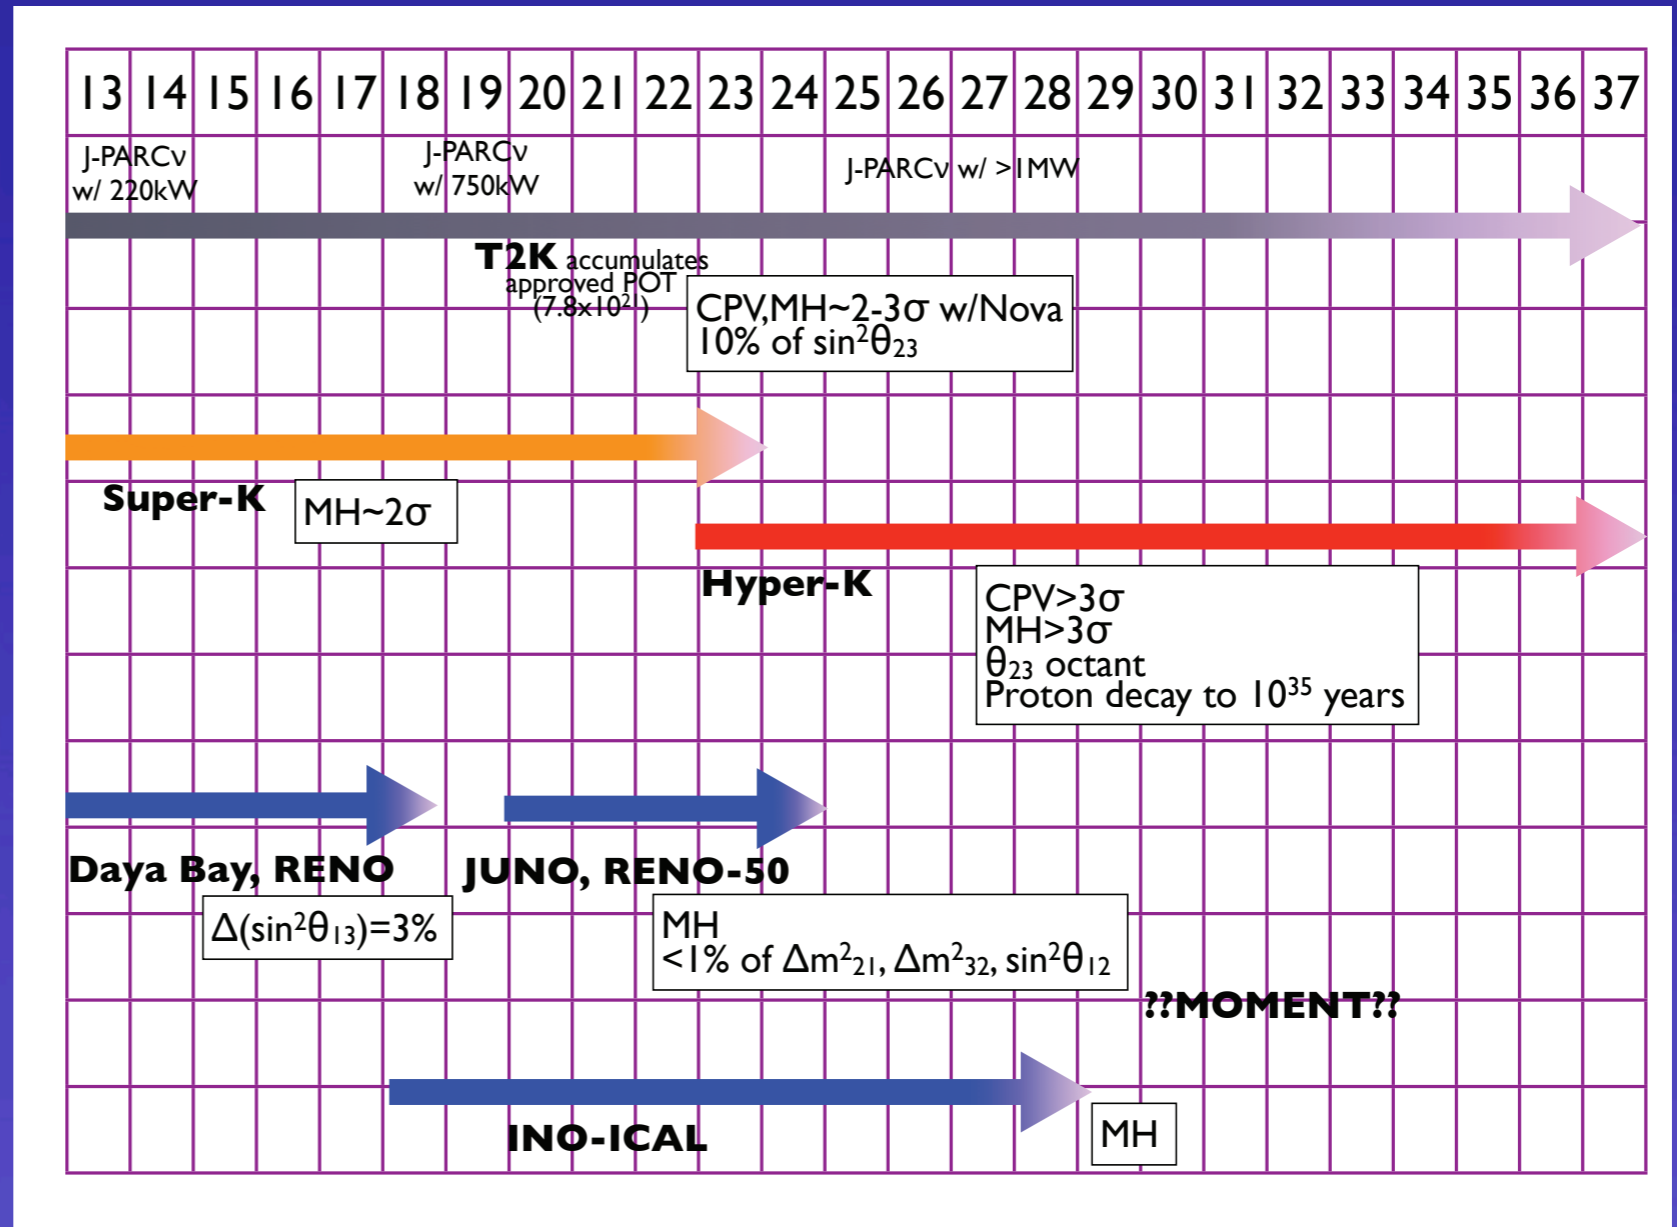 13 14 15 16 17 18 19 20 21 22 23 24 25 26 27 28 29 30 31 32 33 34 35 36 37
J-PARCν
w/ 220kW
J-PARCν
w/ 750kW
J-PARCν w/ >1MW
T2K accumulates
approved POT
(7.8x10²¹)
CPV,MH~2-3σ w/Nova
10% of sin²θ₂₃
Super-K
MH~2σ
Hyper-K
CPV>3σ
MH>3σ
θ₂₃ octant
Proton decay to 10³⁵ years
Daya Bay, RENO
Δ(sin²θ₁₃)=3%
JUNO, RENO-50
MH
<1% of Δm²₂₁, Δm²₃₂, sin²θ₁₂
??MOMENT??
INO-ICAL
MH